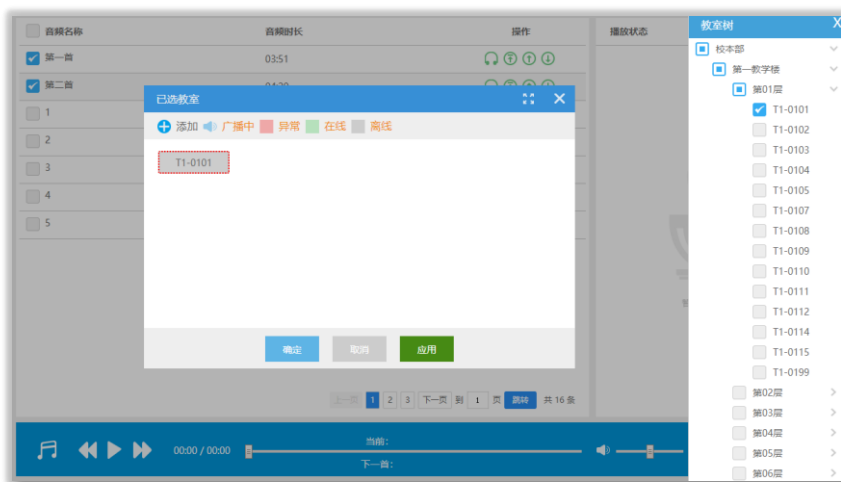 音频名称 音频时长 操作 播放状态
第一首 03:51
第二首 04:20
1
2
3
4
5
已选教室
添加 广播中 异常 在线 离线
T1-0101
确定 取消 应用
上一页 1 2 3 下一页 到 1 页 跳转 共 16 条
00:00 / 00:00
当前:
下一首:
教室树 X
校本部
第一教学楼
第01层
T1-0101
T1-0102
T1-0103
T1-0104
T1-0105
T1-0107
T1-0108
T1-0109
T1-0110
T1-0111
T1-0112
T1-0114
T1-0115
T1-0199
第02层
第03层
第04层
第05层
第06层